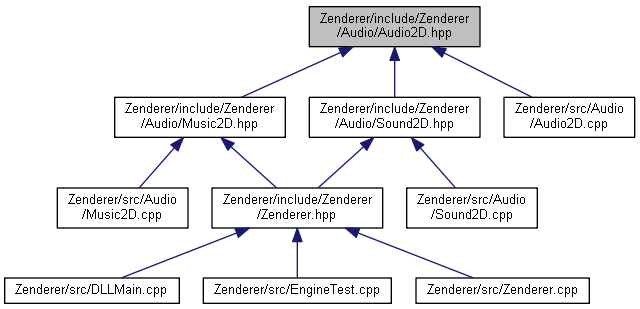 Zenderer/include/Zenderer
/Audio/Audio2D.hpp
Zenderer/include/Zenderer
/Audio/Music2D.hpp
Zenderer/include/Zenderer
/Audio/Sound2D.hpp
Zenderer/src/Audio
/Audio2D.cpp
Zenderer/src/Audio
/Music2D.cpp
Zenderer/include/Zenderer
/Zenderer.hpp
Zenderer/src/Audio
/Sound2D.cpp
Zenderer/src/DLLMain.cpp
Zenderer/src/EngineTest.cpp
Zenderer/src/Zenderer.cpp